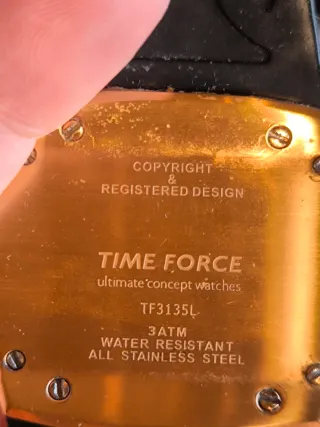 COPYRIGHT
&
REGISTERED DESIGN
TIME FORCE
ultimate concept watches
TF3135L
3ATM
WATER RESISTANT
ALL STAINLESS STEEL